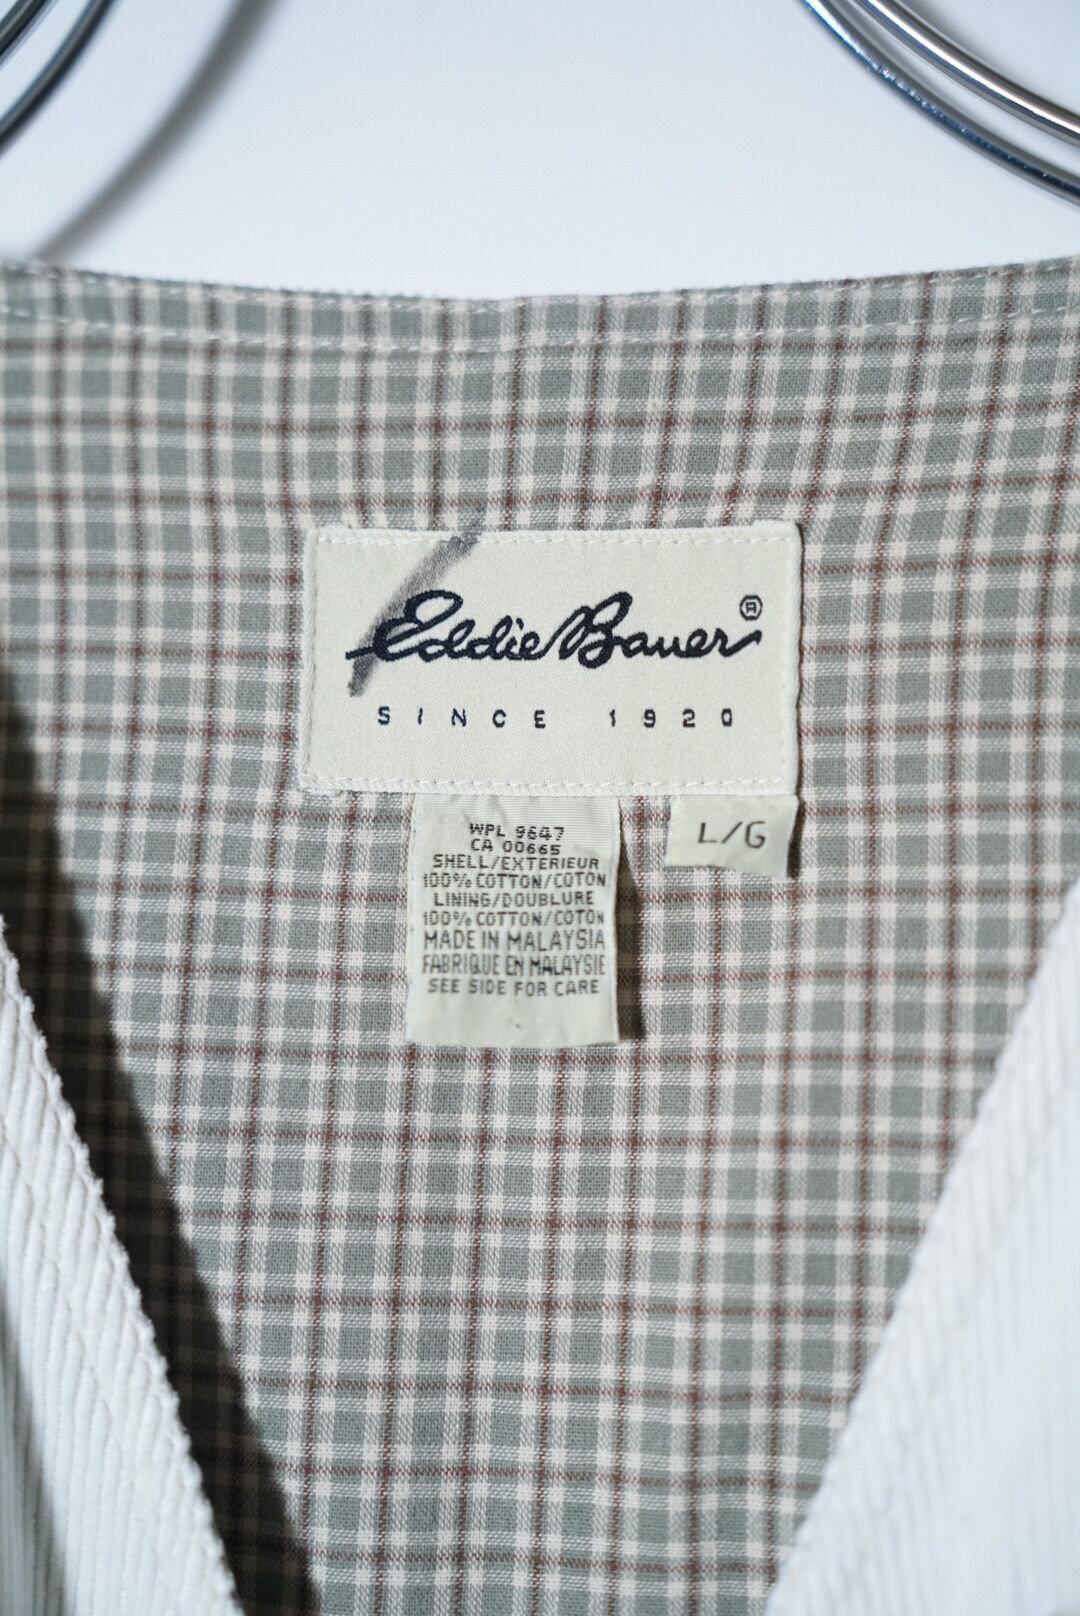 Eddie Bauer ®
SINCE 1920
L/G
WPL 9647
CA 00665
SHELL/EXTERIEUR
100% COTTON/COTON
LINING/DOUBLURE
100% COTTON/COTON
MADE IN MALAYSIA
FABRIQUE EN MALAYSIE
SEE SIDE FOR CARE